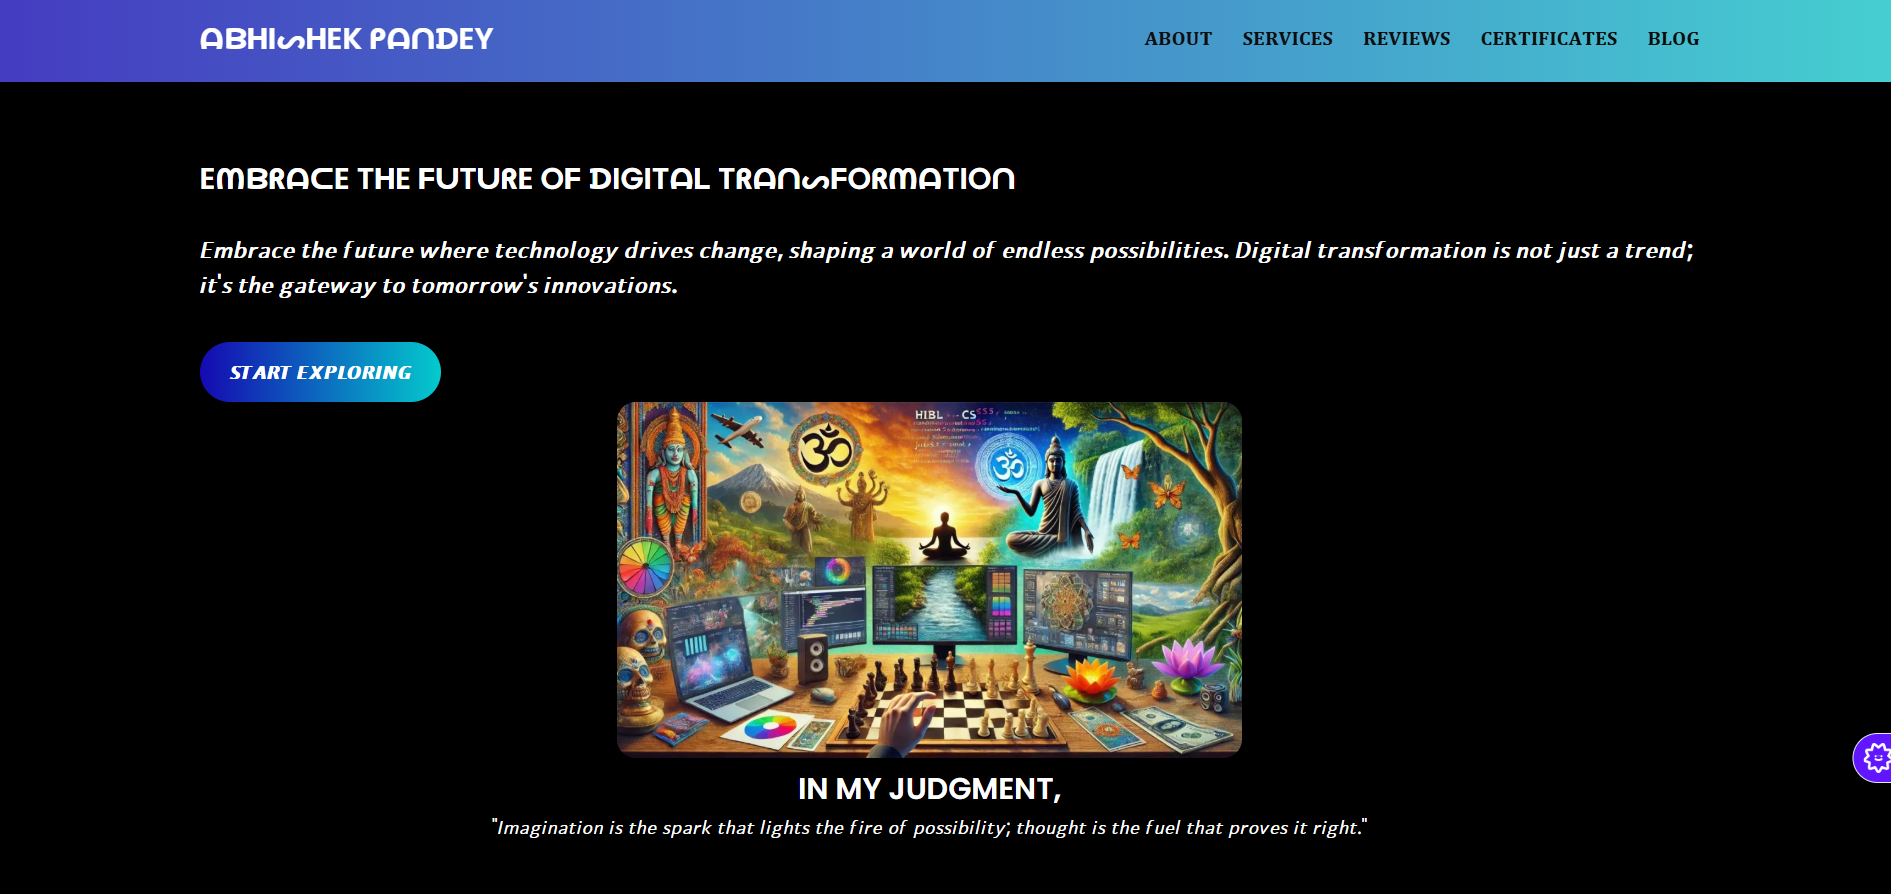 ABHISHEK PANDEY
ABOUT SERVICES REVIEWS CERTIFICATES BLOG
EMBRACE THE FUTURE OF DIGITAL TRANSFORMATION
Embrace the future where technology drives change, shaping a world of endless possibilities. Digital transformation is not just a trend;
it's the gateway to tomorrow's innovations.
START EXPLORING
HIBL CS
ॐ
ॐ
IN MY JUDGMENT,
"Imagination is the spark that lights the fire of possibility; thought is the fuel that proves it right."